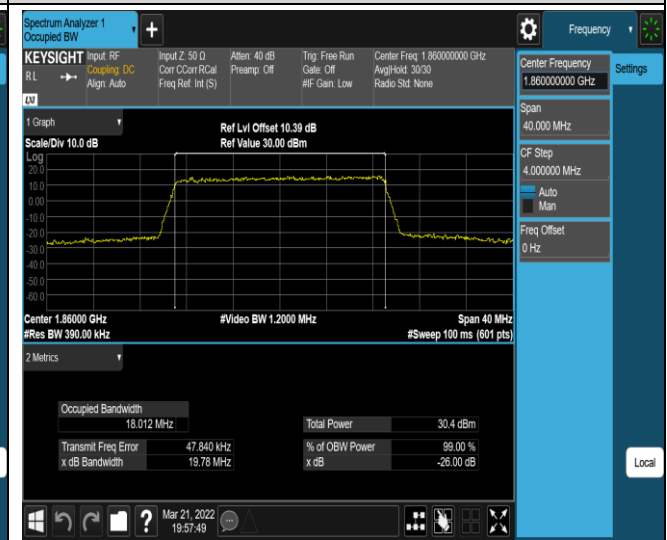 Spectrum Analyzer 1
Occupied BW
+
Frequency
KEYSIGHT
R L
LXI
Input: RF
Coupling: DC
Align: Auto
Input Z: 50 Ω
Corr CCorr RCal
Freq Ref: Int (S)
Atten: 40 dB
Preamp: Off
Trig: Free Run
Gate: Off
#IF Gain: Low
Center Freq: 1.860000000 GHz
Avg|Hold: 30/30
Radio Std: None
Center Frequency
1.860000000 GHz
Settings
Span
40.000 MHz
CF Step
4.000000 MHz
Auto
Man
Freq Offset
0 Hz
1 Graph
Scale/Div 10.0 dB
Ref Lvl Offset 10.39 dB
Ref Value 30.00 dBm
Log
20.0
10.0
0.00
-10.0
-20.0
-30.0
-40.0
-50.0
-60.0
Center 1.86000 GHz
#Res BW 390.00 kHz
#Video BW 1.2000 MHz
Span 40 MHz
#Sweep 100 ms (601 pts)
2 Metrics
Occupied Bandwidth
18.012 MHz
Total Power 30.4 dBm
Transmit Freq Error 47.840 kHz
% of OBW Power 99.00 %
x dB Bandwidth 19.78 MHz
x dB -26.00 dB
Local
?
Mar 21, 2022
19:57:49